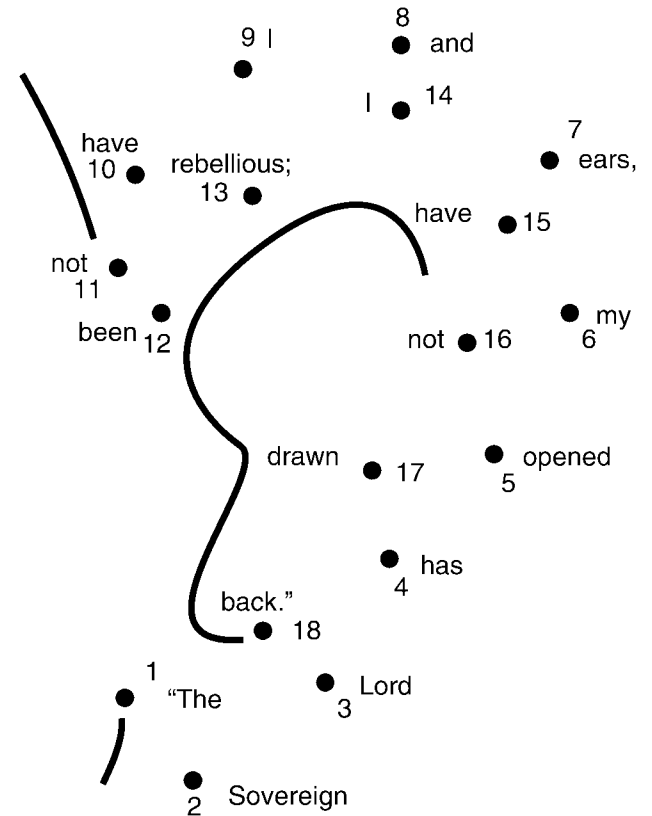 8
9 I
and
I
14
7
have
rebellious;
ears,
10
13
have
15
not
11
my
been
12
not
16
6
drawn
17
opened
5
has
4
back.”
18
1
“The
Lord
3
Sovereign
2